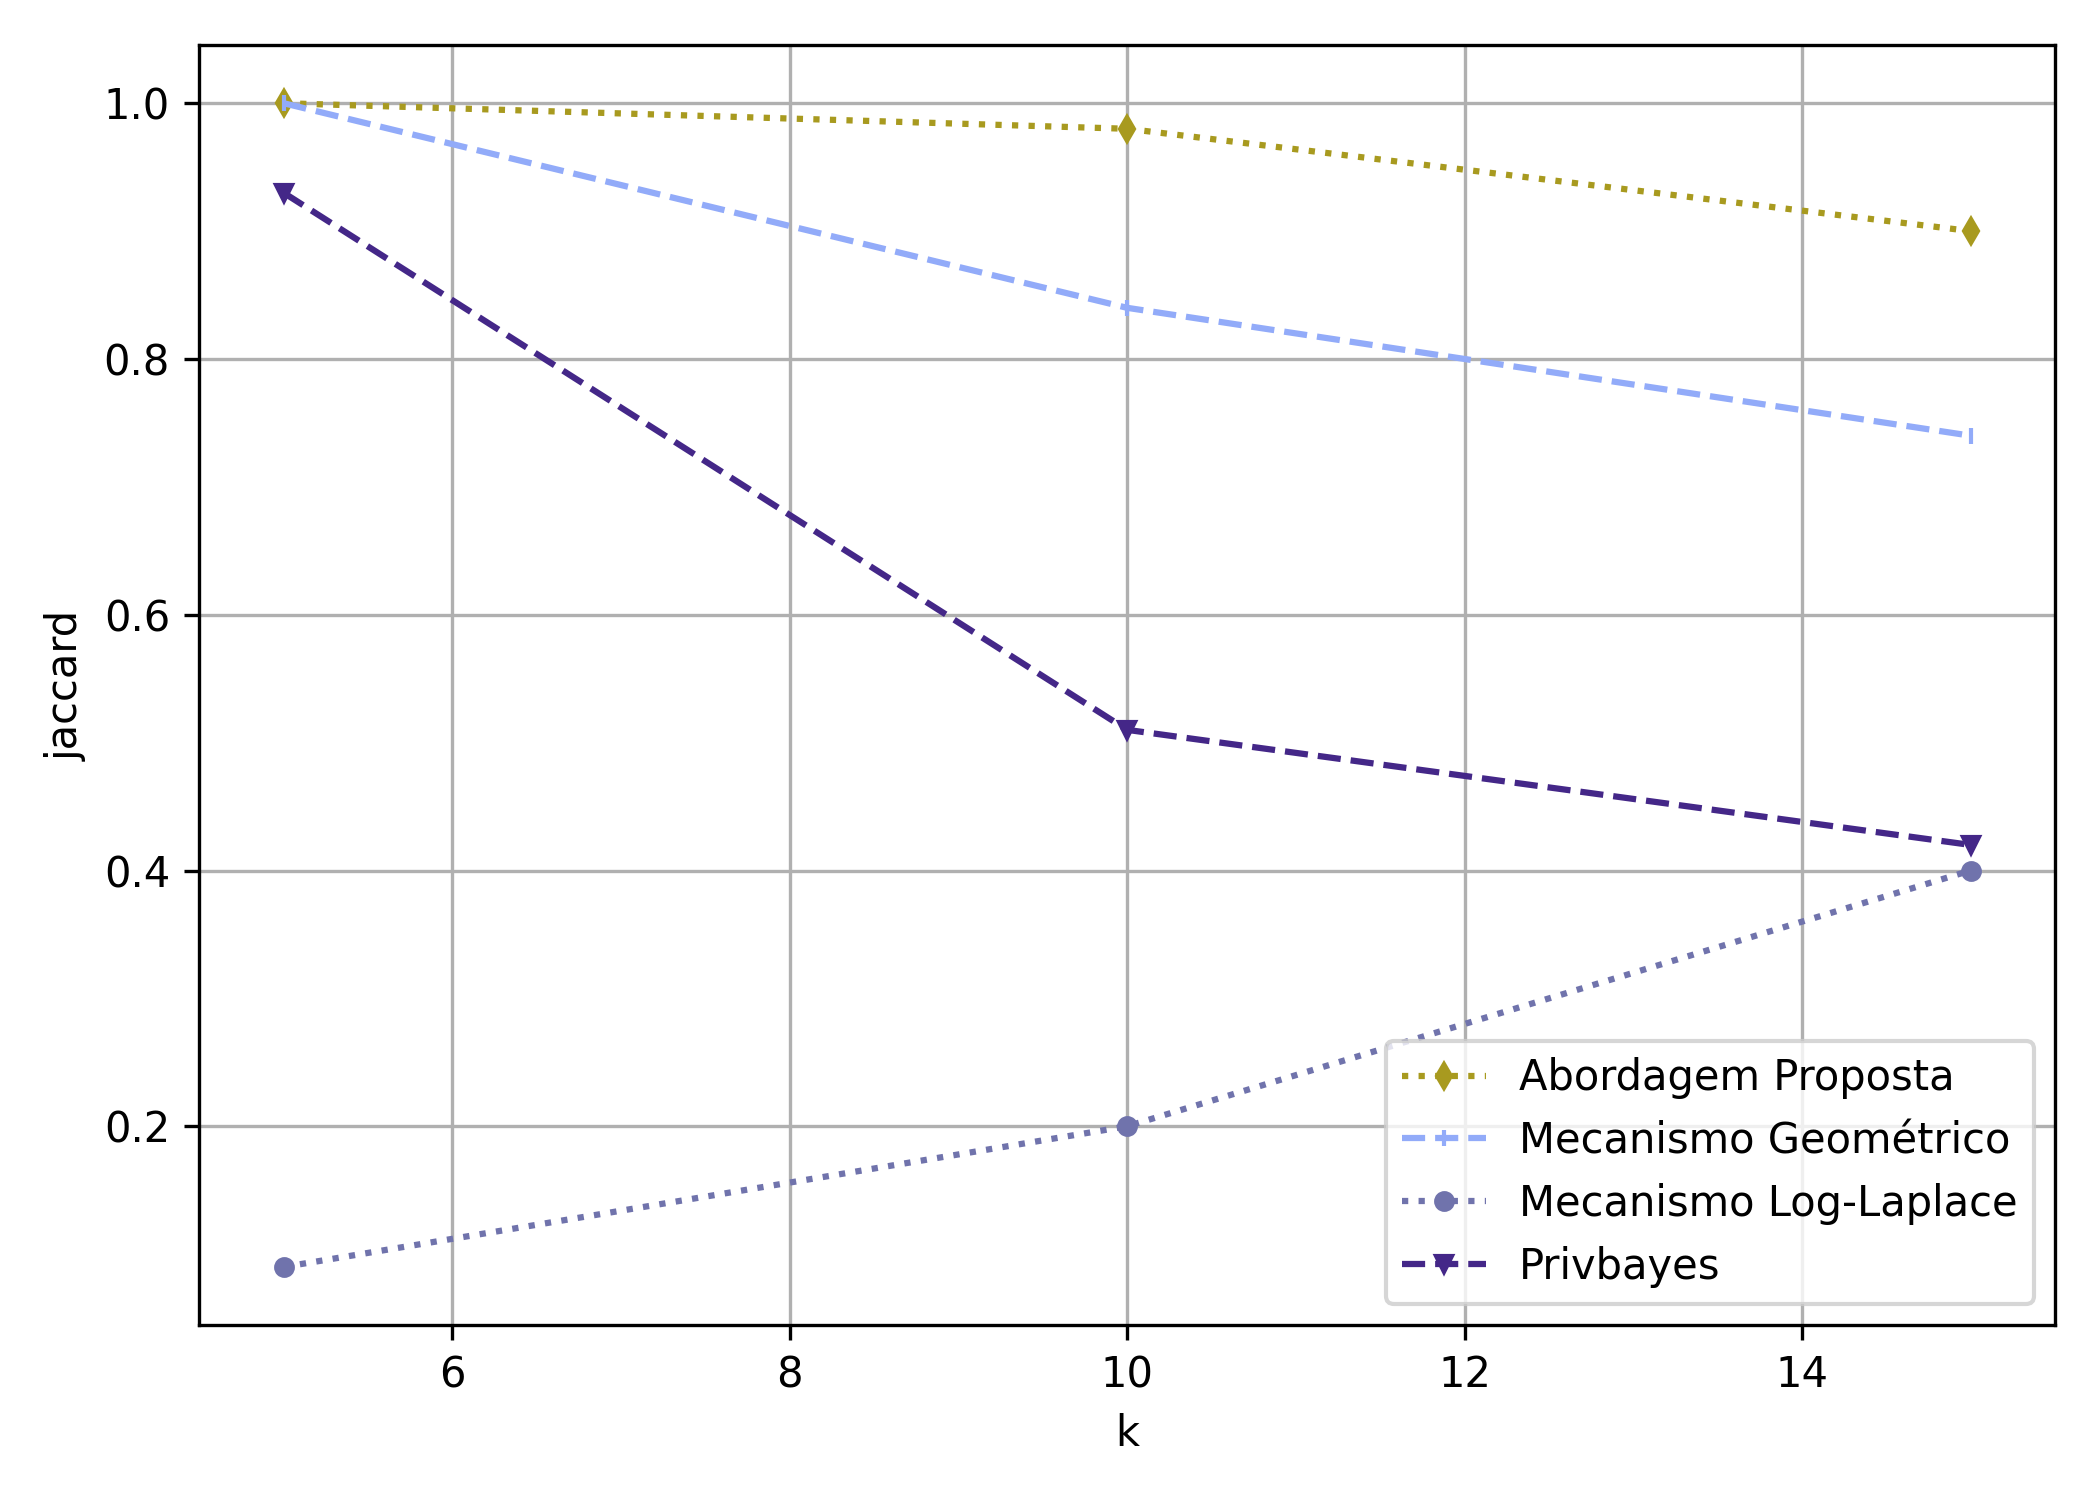 1.0
0.8
0.6
0.4
0.2
jaccard
6 8 10 12 14
k
Abordagem Proposta
Mecanismo Geométrico
Mecanismo Log-Laplace
Privbayes